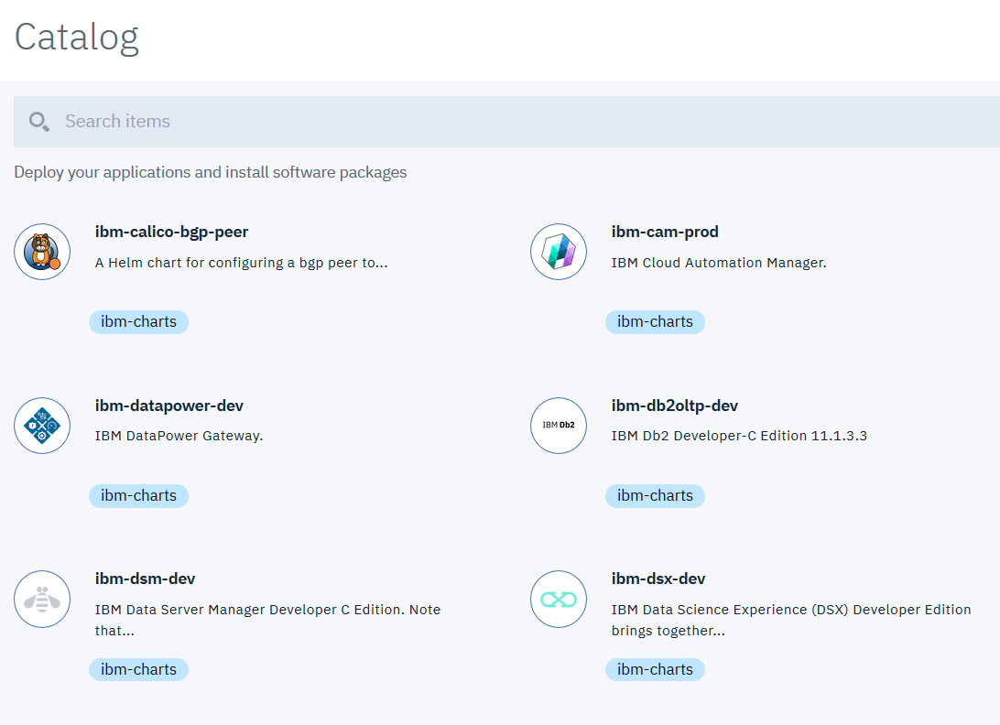 Catalog
Search items
Deploy your applications and install software packages
ibm-calico-bgp-peer
A Helm chart for configuring a bgp peer to...
ibm-charts
ibm-cam-prod
IBM Cloud Automation Manager.
ibm-charts
ibm-datapower-dev
IBM DataPower Gateway.
ibm-charts
IBM Db2
ibm-db2oltp-dev
IBM Db2 Developer-C Edition 11.1.3.3
ibm-charts
ibm-dsm-dev
IBM Data Server Manager Developer C Edition. Note
that...
ibm-charts
ibm-dsx-dev
IBM Data Science Experience (DSX) Developer Edition
brings together...
ibm-charts